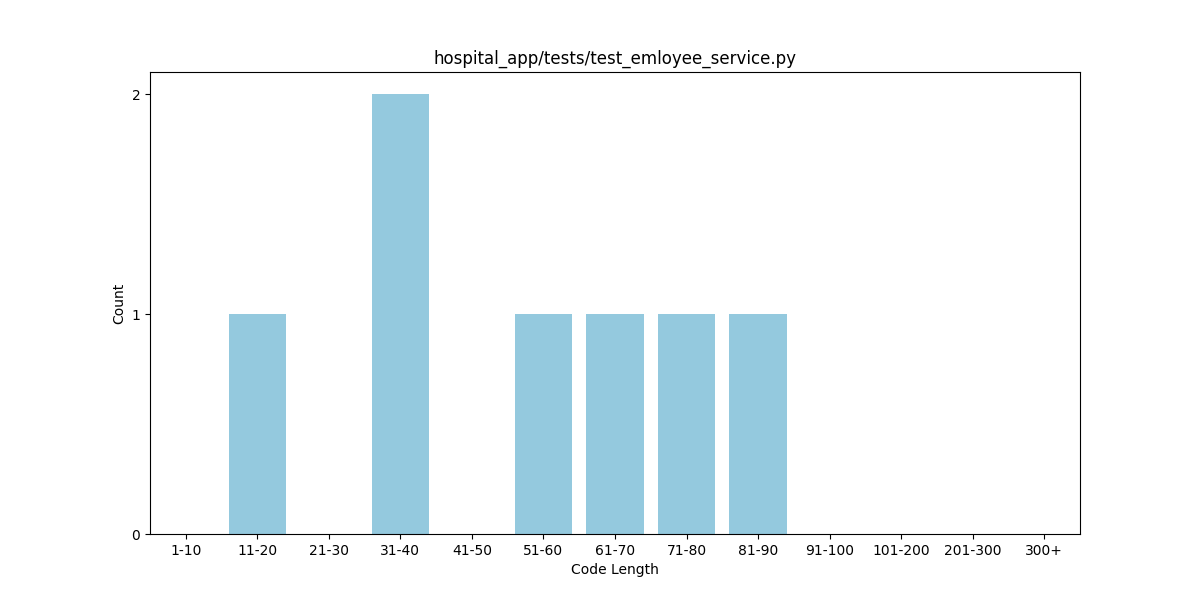 hospital_app/tests/test_emloyee_service.py
2
1
0
Count
1-10 11-20 21-30 31-40 41-50 51-60 61-70 71-80 81-90 91-100 101-200 201-300 300+
Code Length